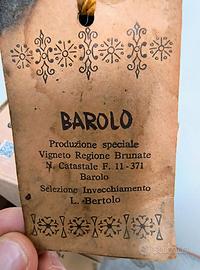 BAROLO
Produzione speciale
Vigneto Regione Brunate
N. Catastale F. 11 - 371
Barolo
Selezione Invecchiamento
L. Bertolo